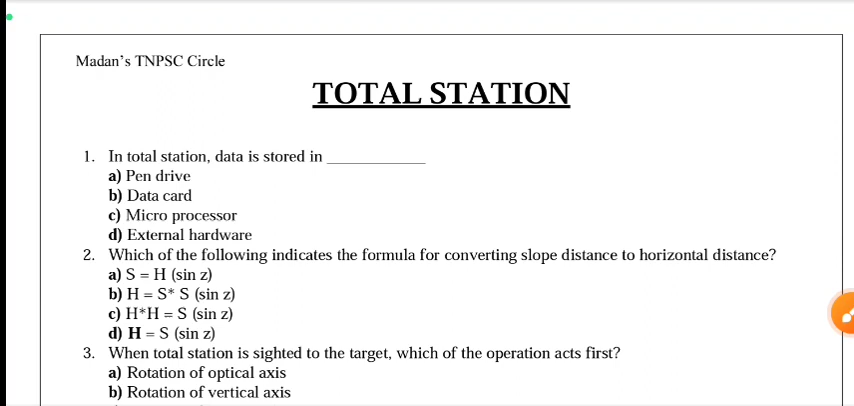 Madan's TNPSC Circle
TOTAL STATION
1. In total station, data is stored in ____________
a) Pen drive
b) Data card
c) Micro processor
d) External hardware
2. Which of the following indicates the formula for converting slope distance to horizontal distance?
a) S = H (sin z)
b) H = S* S (sin z)
c) H*H = S (sin z)
d) H = S (sin z)
3. When total station is sighted to the target, which of the operation acts first?
a) Rotation of optical axis
b) Rotation of vertical axis